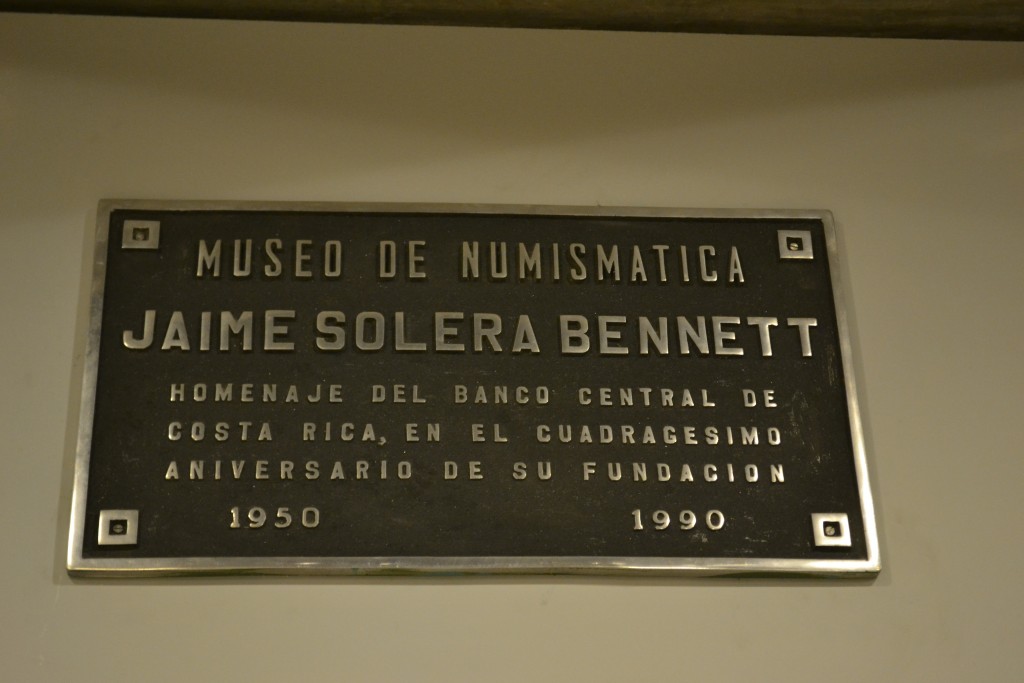 MUSEO DE NUMISMATICA
JAIME SOLERA BENNETT
HOMENAJE DEL BANCO CENTRAL DE
COSTA RICA, EN EL CUADRAGESIMO
ANIVERSARIO DE SU FUNDACION
1950 1990